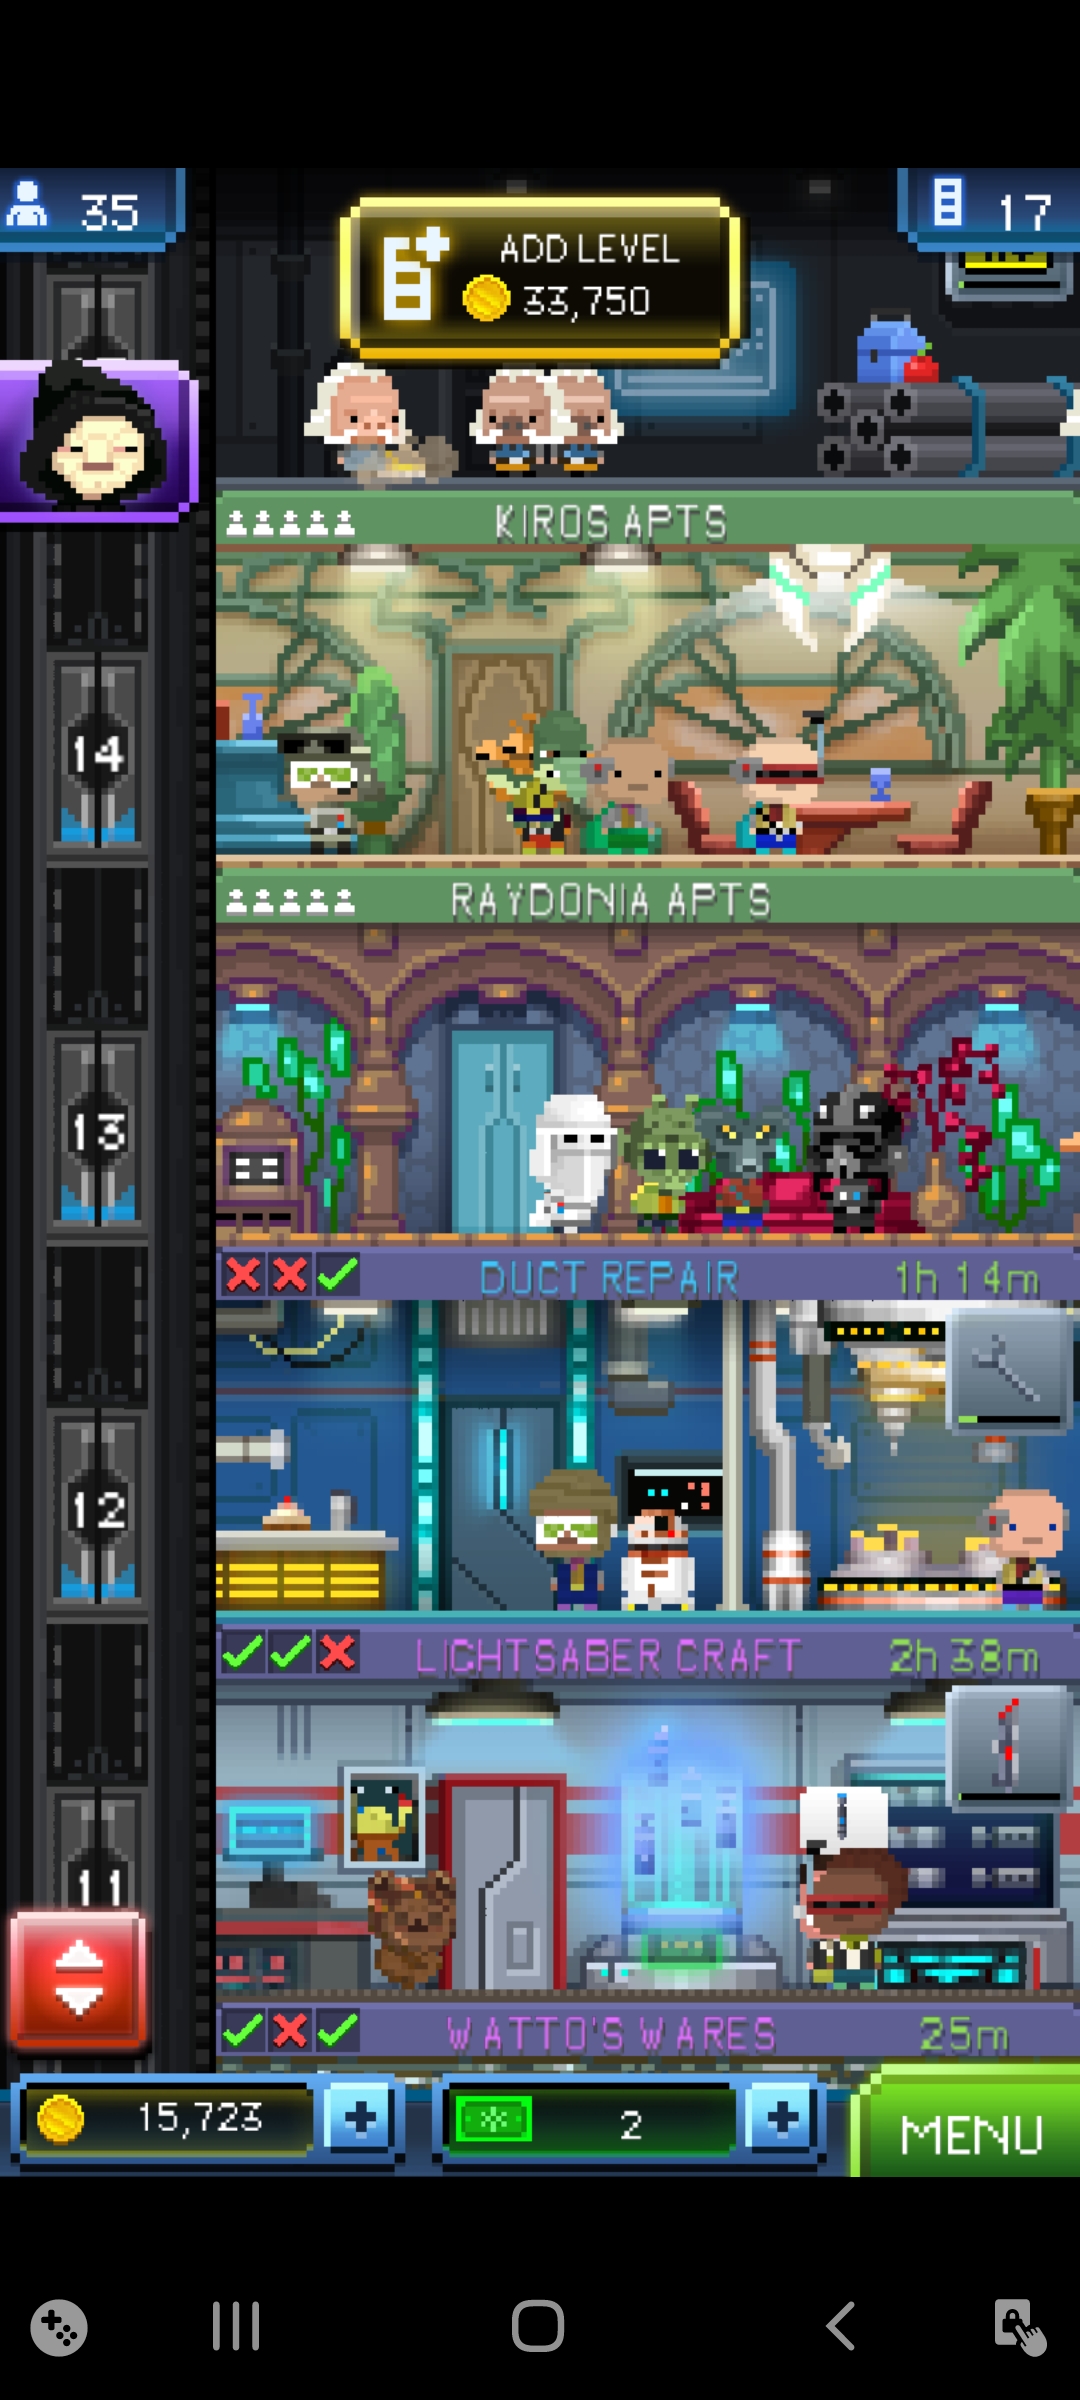 35
ADD LEVEL
33,750
17
KIROS APTS
14
RAYDONIA APTS
13
DUCT REPAIR 1h 14m
12
LIGHTSABER CRAFT 2h 38m
11
WATTO'S WARES 25m
15,723
2
MENU